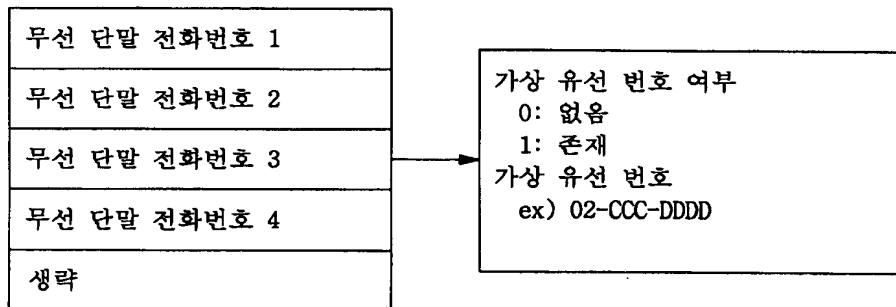 무선 단말 전화번호 1
무선 단말 전화번호 2
무선 단말 전화번호 3
무선 단말 전화번호 4
생략
가상 유선 번호 여부
0: 없음
1: 존재
가상 유선 번호
ex) 02-CCC-DDDD